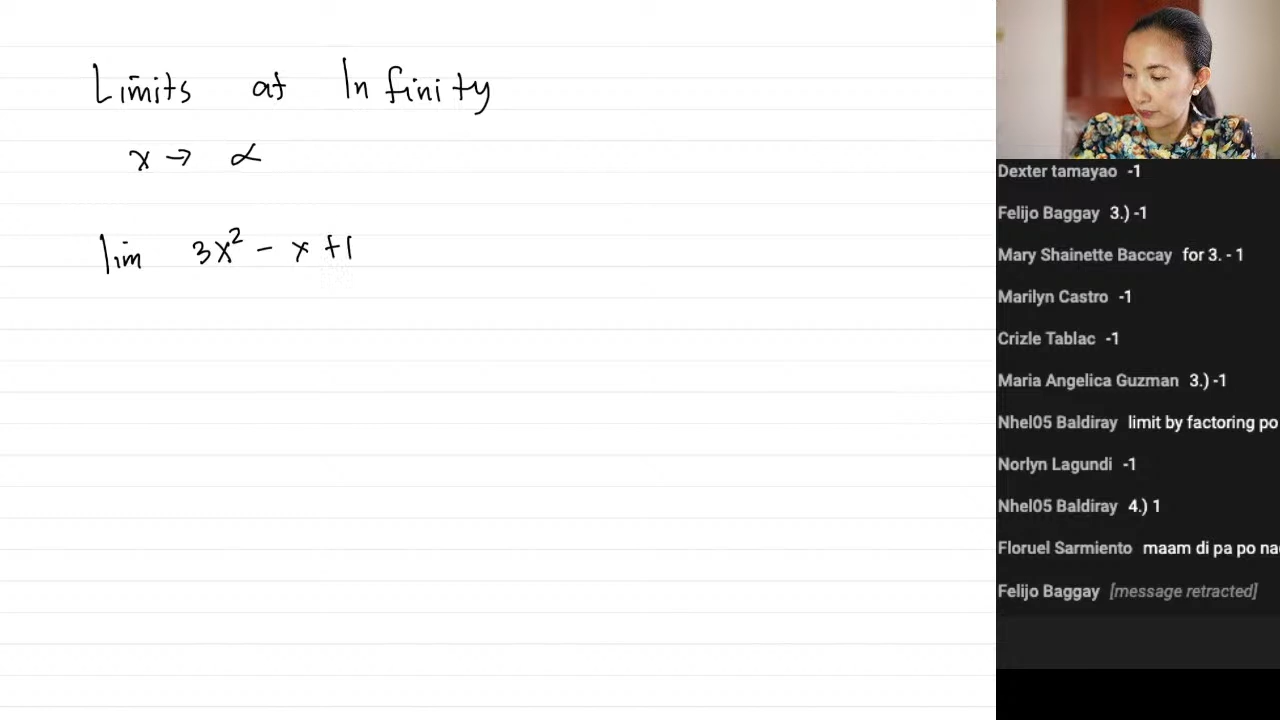 Limits at Infinity
x → ∝
lim 3x² - x +1
Dexter tamayao -1
Felijo Baggay 3.) -1
Mary Shainette Baccay for 3. - 1
Marilyn Castro -1
Crizle Tablac -1
Maria Angelica Guzman 3.) -1
Nhel05 Baldiray limit by factoring po
Norlyn Lagundi -1
Nhel05 Baldiray 4.) 1
Floruel Sarmiento maam di pa po
Felijo Baggay [message retracted]